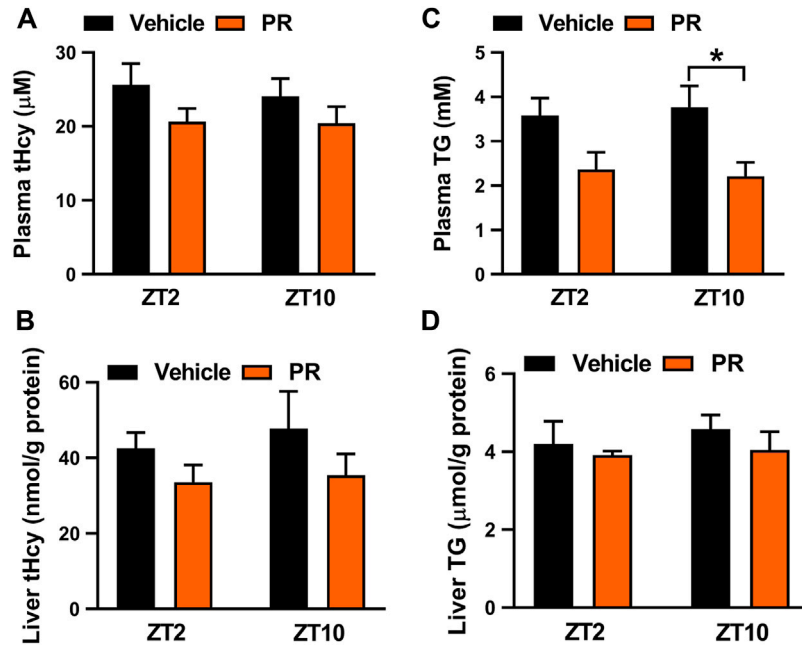 A
Vehicle PR
Plasma tHcy (μM)
30
20
10
0
ZT2 ZT10
C
Vehicle PR
Plasma TG (mM)
5
4
3
2
1
0
*
ZT2 ZT10
B
Vehicle PR
Liver tHcy (nmol/g protein)
60
40
20
0
ZT2 ZT10
D
Vehicle PR
Liver TG (μmol/g protein)
6
4
2
0
ZT2 ZT10